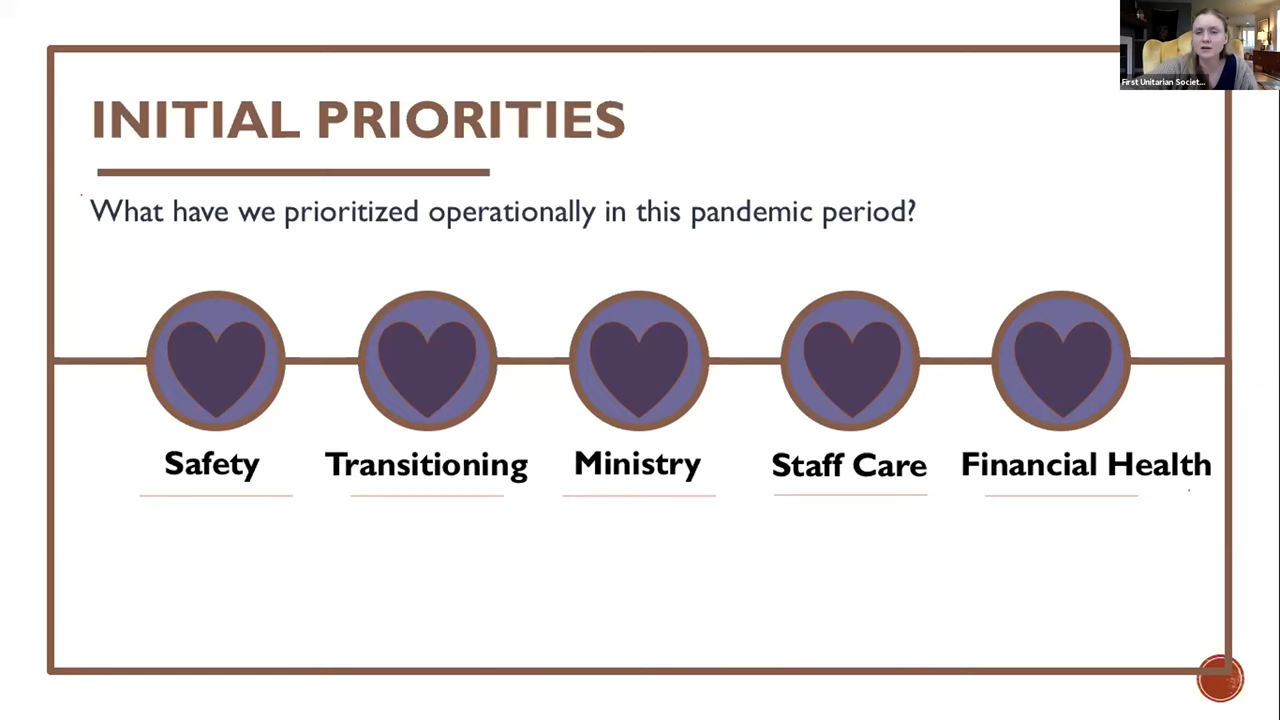 First Unitarian Societ...
INITIAL PRIORITIES
What have we prioritized operationally in this pandemic period?
Safety
Transitioning
Ministry
Staff Care
Financial Health